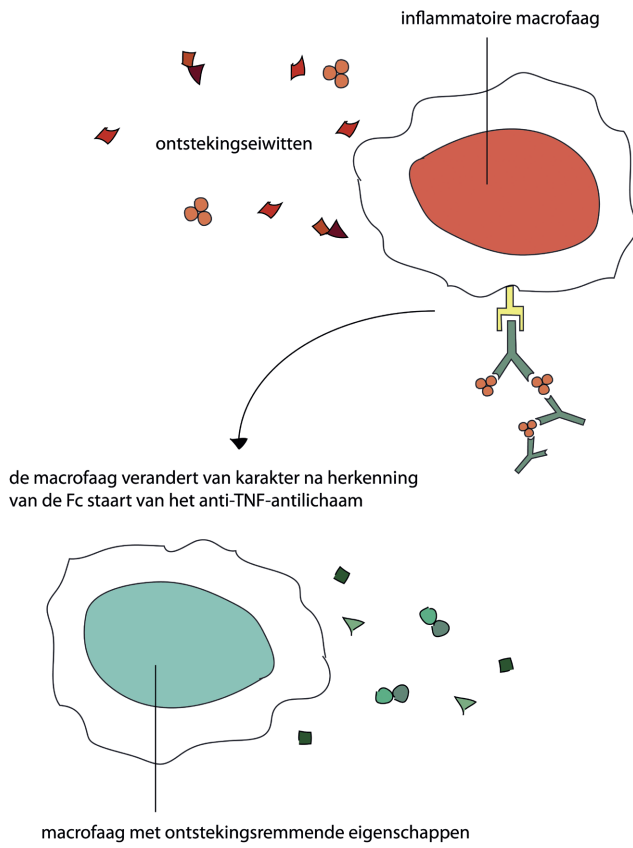 inflammatoire macrofaag
ontstekingseiwitten
de macrofaag verandert van karakter na herkenning
van de Fc staart van het anti-TNF-antilichaam
macrofaag met ontstekingsremmende eigenschappen